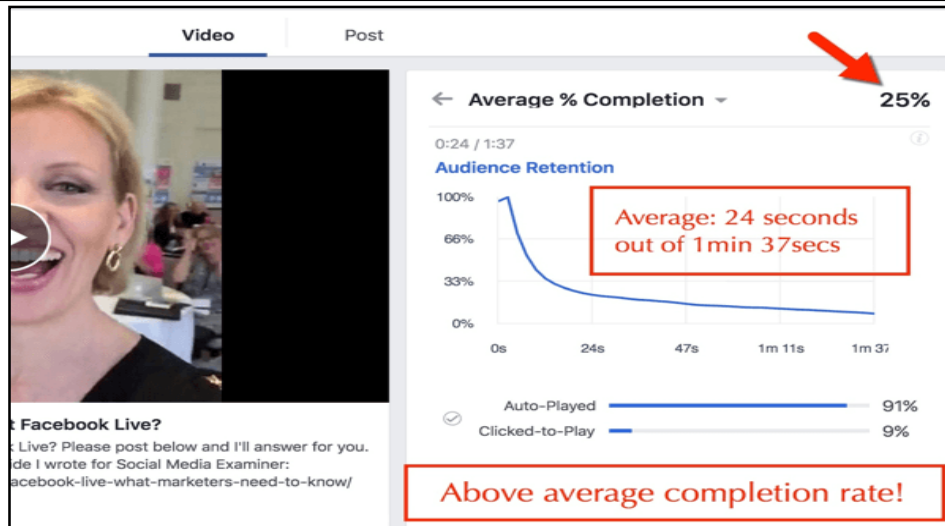 Video Post
Average % Completion 25%
0:24 / 1:37
Audience Retention
100%
66%
33%
0%
0s 24s 47s 1m 11s 1m 37
Average: 24 seconds
out of 1min 37secs
Auto-Played 91%
Clicked-to-Play 9%
Above average completion rate!
t Facebook Live?
Live? Please post below and I'll answer for you.
ide I wrote for Social Media Examiner:
acebook-live-what-marketers-need-to-know/